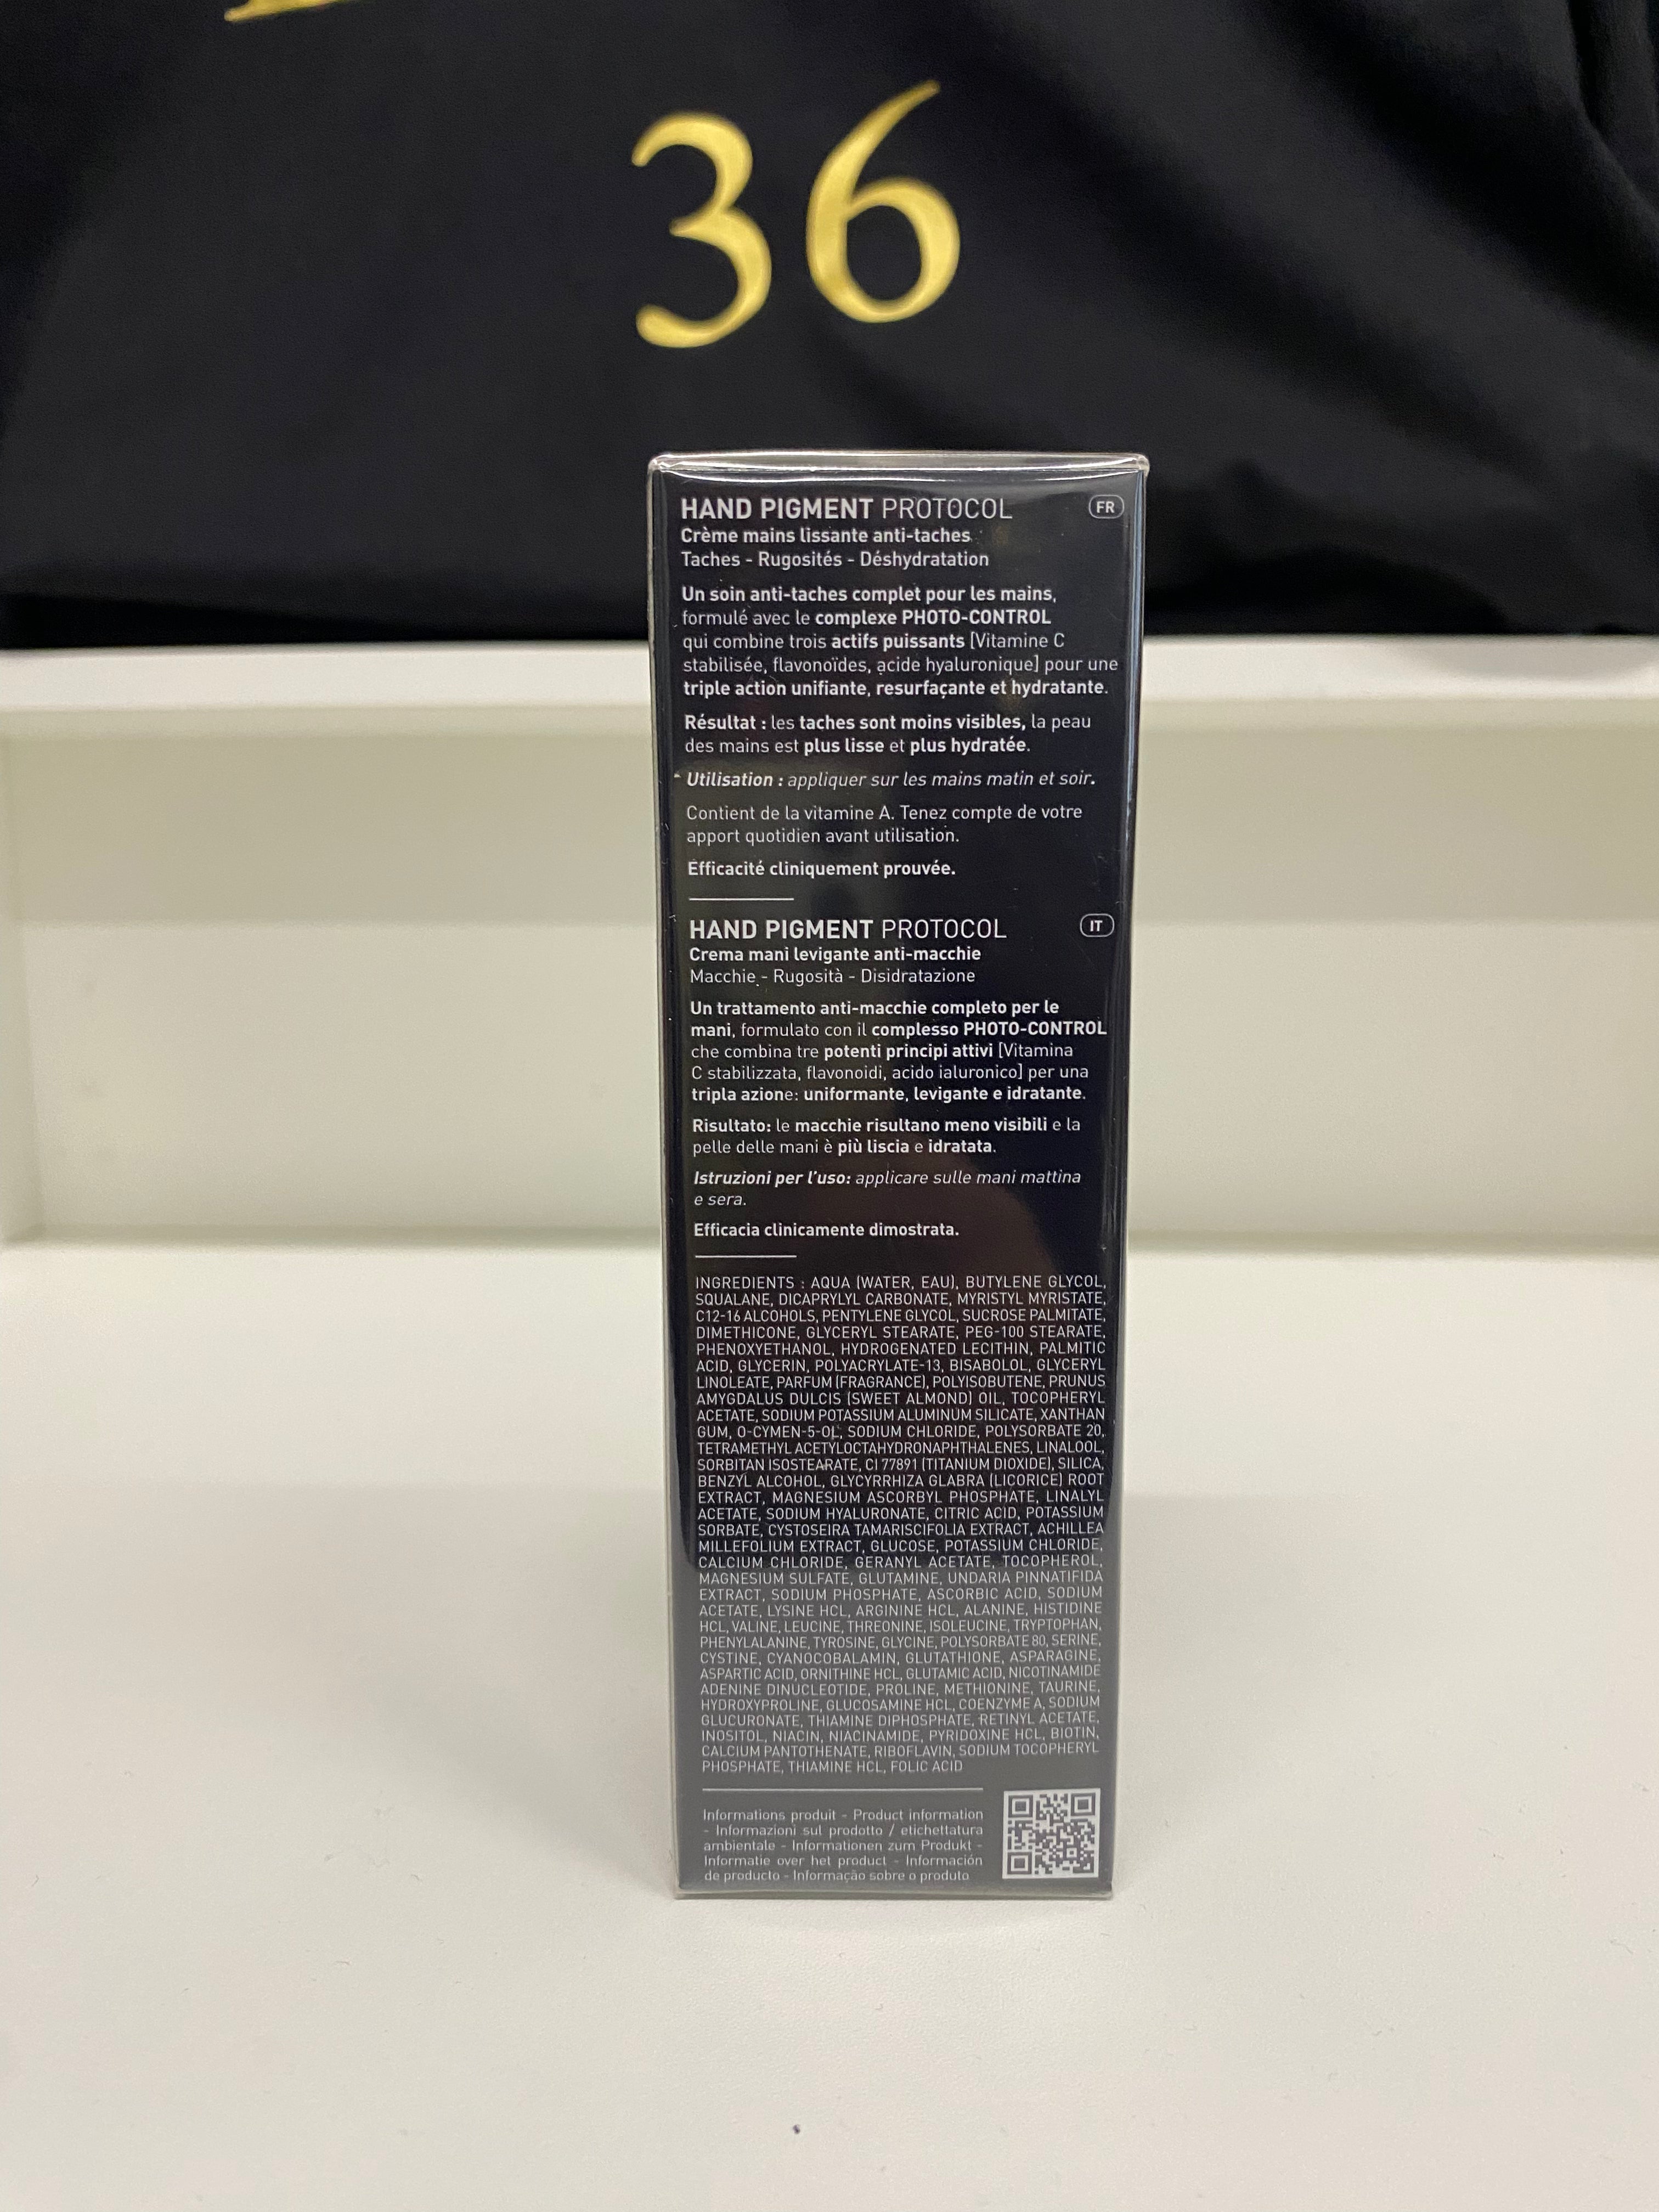 36
HAND PIGMENT PROTOCOL FR
Crème mains lissante anti-taches
Taches - Rugosités - Déshydratation
Un soin anti-taches complet pour les mains,
formulé avec le complexe PHOTO-CONTROL
qui combine trois actifs puissants [Vitamine C
stabilisée, flavonoïdes, acide hyaluronique] pour une
triple action unifiante, resurfaçante et hydratante.
Résultat : les taches sont moins visibles, la peau
des mains est plus lisse et plus hydratée.
Utilisation : appliquer sur les mains matin et soir.
Contient de la vitamine A. Tenez compte de votre
apport quotidien avant utilisation.
Efficacité cliniquement prouvée.
HAND PIGMENT PROTOCOL IT
Crema mani levigante anti-macchie
Macchie - Rugosità - Disidratazione
Un trattamento anti-macchie completo per le
mani, formulato con il complesso PHOTO-CONTROL
che combina tre potenti principi attivi [Vitamina
C stabilizzata, flavonoidi, acido ialuronico] per una
tripla azione: uniformante, levigante e idratante.
Risultato: le macchie risultano meno visibili e la
pelle delle mani è più liscia e idratata.
Istruzioni per l'uso: applicare sulle mani mattina
e sera.
Efficacia clinicamente dimostrata.
INGREDIENTS : AQUA (WATER, EAU), BUTYLENE GLYCOL,
SQUALANE, DICAPRYLYL CARBONATE, MYRISTYL MYRISTATE,
C12-16 ALCOHOLS, PENTYLENE GLYCOL, SUCROSE PALMITATE,
DIMETHICONE, GLYCERYL STEARATE, PEG-100 STEARATE,
PHENOXYETHANOL, HYDROGENATED LECITHIN, PALMITIC
ACID, GLYCERIN, POLYACRYLATE-13, BISABOLOL, GLYCERYL
LINOLEATE, PARFUM (FRAGRANCE), POLYISOBUTENE, PRUNUS
AMYGDALUS DULCIS (SWEET ALMOND) OIL, TOCOPHERYL
ACETATE, SODIUM POTASSIUM ALUMINUM SILICATE, XANTHAN
GUM, O-CYMEN-5-OL, SODIUM CHLORIDE, POLYSORBATE 20,
TETRAMETHYL ACETYLOCTAHYDRONAPHTHALENES, LINALOOL,
SORBITAN ISOSTEARATE, CI 77891 (TITANIUM DIOXIDE), SILICA,
BENZYL ALCOHOL, GLYCYRRHIZA GLABRA (LICORICE) ROOT
EXTRACT, MAGNESIUM ASCORBYL PHOSPHATE, LINALYL
ACETATE, SODIUM HYALURONATE, CITRIC ACID, POTASSIUM
SORBATE, CYSTOSEIRA TAMARISCIFOLIA EXTRACT, ACHILLEA
MILLEFOLIUM EXTRACT, GLUCOSE, POTASSIUM CHLORIDE,
CALCIUM CHLORIDE, GERANYL ACETATE, TOCOPHEROL,
MAGNESIUM SULFATE, GLUTAMINE, UNDARIA PINNATIFIDA
EXTRACT, SODIUM PHOSPHATE, ASCORBIC ACID, SODIUM
ACETATE, LYSINE HCL, ARGININE HCL, ALANINE, HISTIDINE
HCL, VALINE, LEUCINE, THREONINE, ISOLEUCINE, TRYPTOPHAN,
PHENYLALANINE, TYROSINE, GLYCINE, POLYSORBATE 80, SERINE,
CYSTINE, CYANOCOBALAMIN, GLUTATHIONE, ASPARAGINE,
ASPARTIC ACID, ORNITHINE HCL, GLUTAMIC ACID, NICOTINAMIDE
ADENINE DINUCLEOTIDE, PROLINE, METHIONINE, TAURINE,
HYDROXYPROLINE, GLUCOSAMINE HCL, COENZYME A, SODIUM
GLUCURONATE, THIAMINE DIPHOSPHATE, RETINYL ACETATE,
INOSITOL, NIACIN, NIACINAMIDE, PYRIDOXINE HCL, BIOTIN,
CALCIUM PANTOTHENATE, RIBOFLAVIN, SODIUM TOCOPHERYL
PHOSPHATE, THIAMINE HCL, FOLIC ACID
Informations produit - Product information
- Informazioni sul prodotto / etichettatura
ambientale - Informationen zum Produkt -
Informatie over het product - Información
de producto - Informação sobre o produto